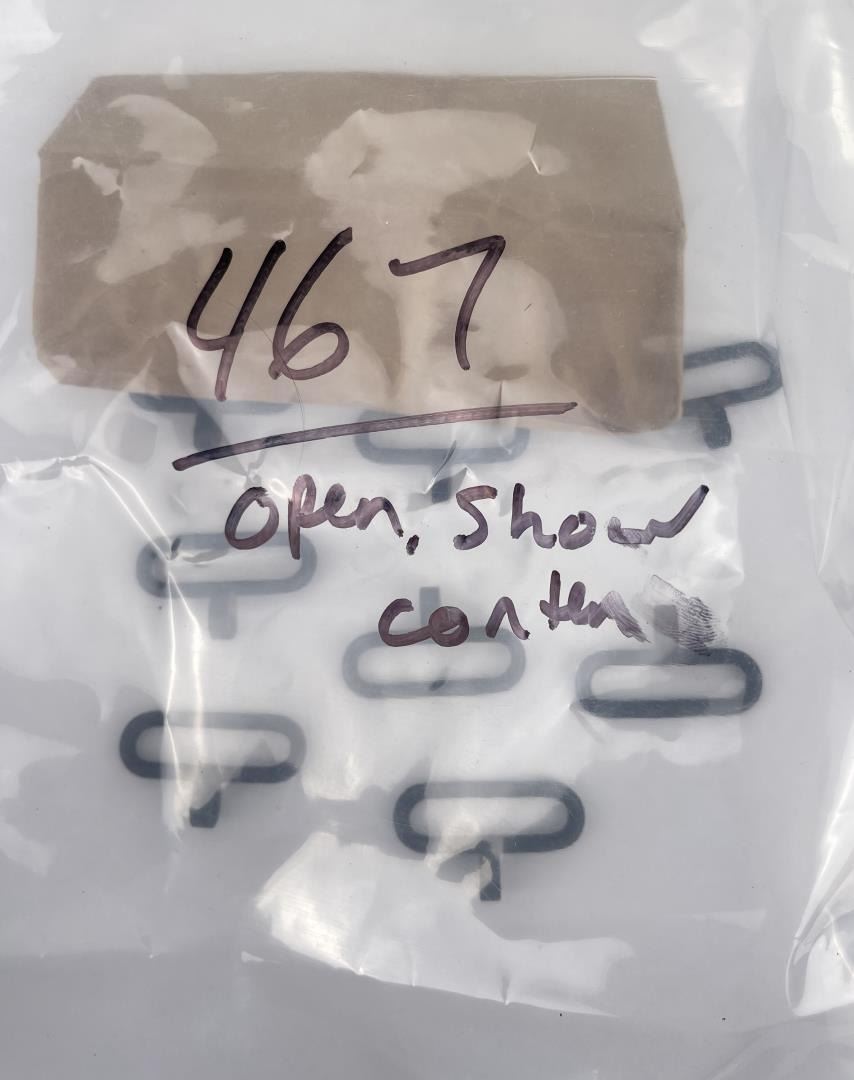 467
open, show
conten